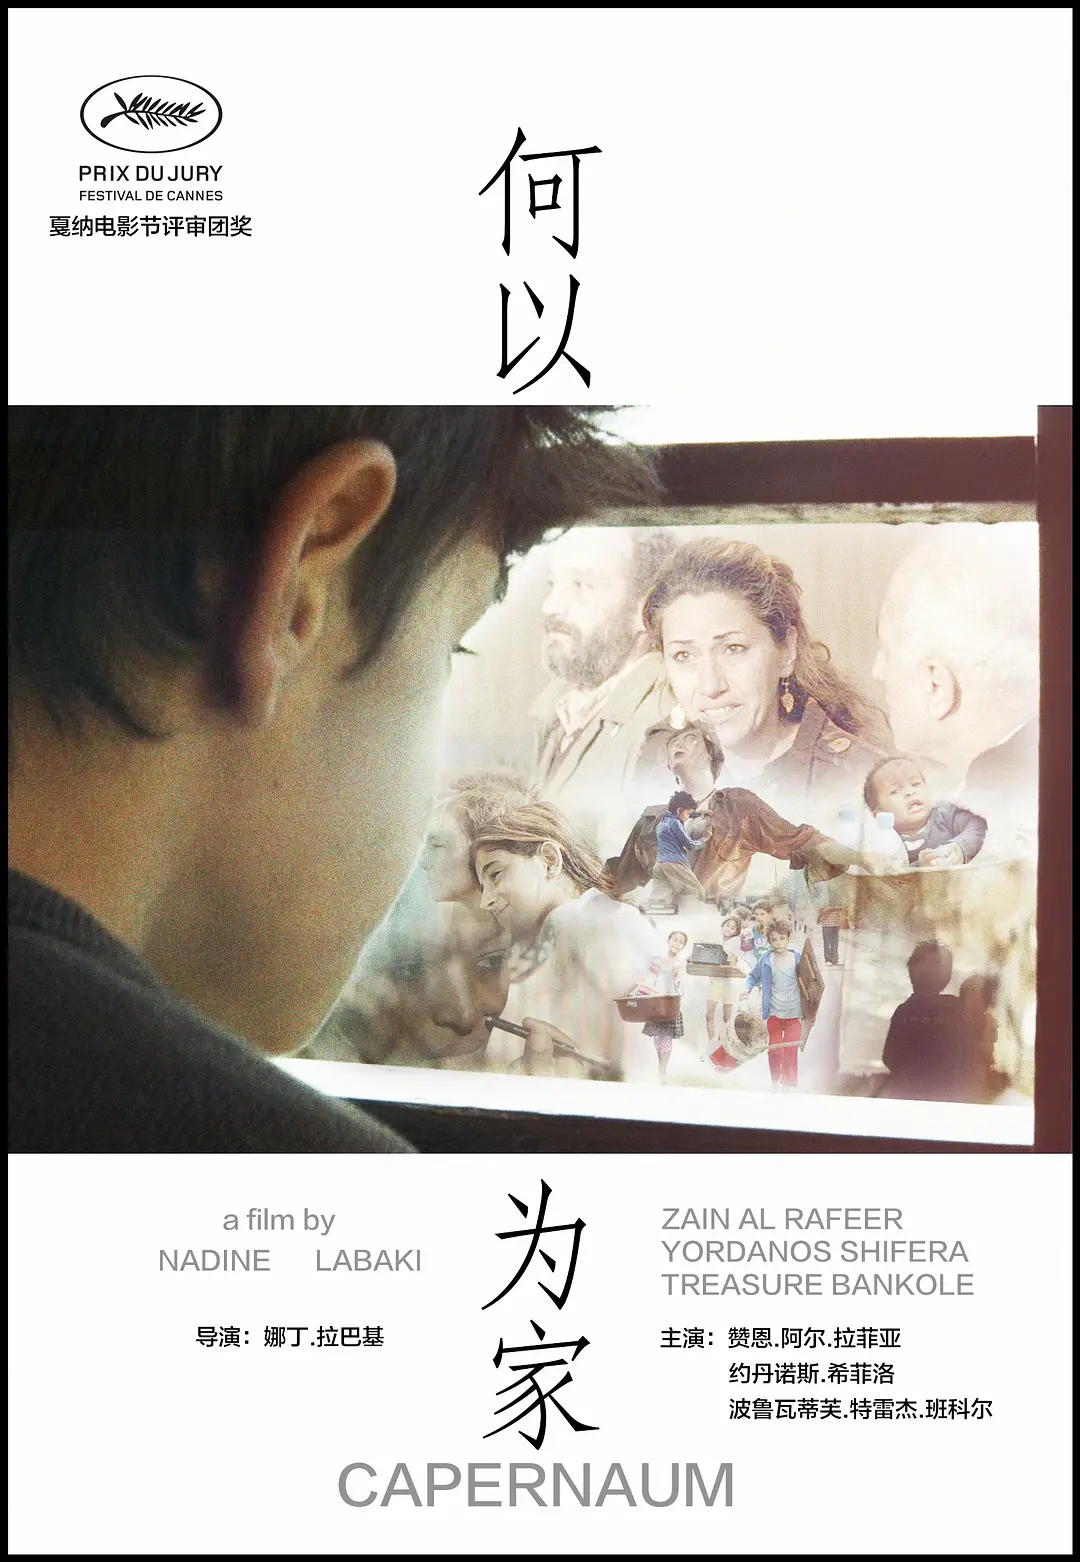 PRIX DU JURY
FESTIVAL DE CANNES
戛纳电影节评审团奖
何
以
为
家
a film by
NADINE LABAKI
导演：娜丁.拉巴基
ZAIN AL RAFEER
YORDANOS SHIFERA
TREASURE BANKOLE
主演：赞恩.阿尔.拉菲亚
约丹诺斯.希菲洛
波鲁瓦蒂芙.特雷杰.班科尔
CAPERNAUM